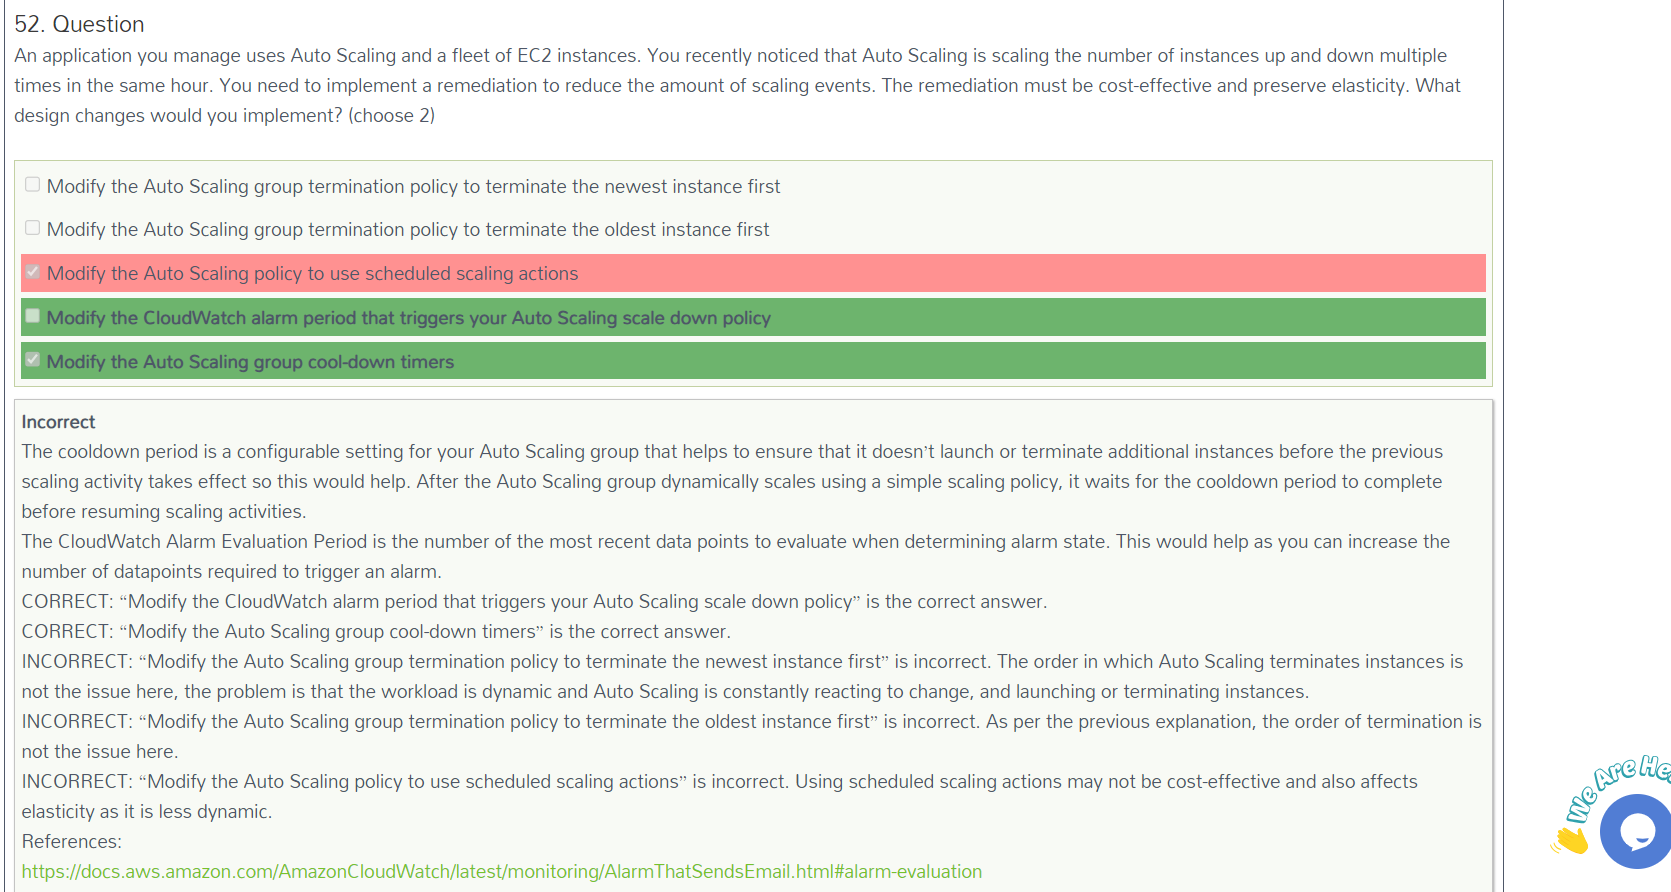 52. Question
An application you manage uses Auto Scaling and a fleet of EC2 instances. You recently noticed that Auto Scaling is scaling the number of instances up and down multiple
times in the same hour. You need to implement a remediation to reduce the amount of scaling events. The remediation must be cost-effective and preserve elasticity. What
design changes would you implement? (choose 2)
Modify the Auto Scaling group termination policy to terminate the newest instance first
Modify the Auto Scaling group termination policy to terminate the oldest instance first
Modify the Auto Scaling policy to use scheduled scaling actions
Modify the CloudWatch alarm period that triggers your Auto Scaling scale down policy
Modify the Auto Scaling group cool-down timers
Incorrect
The cooldown period is a configurable setting for your Auto Scaling group that helps to ensure that it doesn’t launch or terminate additional instances before the previous
scaling activity takes effect so this would help. After the Auto Scaling group dynamically scales using a simple scaling policy, it waits for the cooldown period to complete
before resuming scaling activities.
The CloudWatch Alarm Evaluation Period is the number of the most recent data points to evaluate when determining alarm state. This would help as you can increase the
number of datapoints required to trigger an alarm.
CORRECT: “Modify the CloudWatch alarm period that triggers your Auto Scaling scale down policy” is the correct answer.
CORRECT: “Modify the Auto Scaling group cool-down timers” is the correct answer.
INCORRECT: “Modify the Auto Scaling group termination policy to terminate the newest instance first” is incorrect. The order in which Auto Scaling terminates instances is
not the issue here, the problem is that the workload is dynamic and Auto Scaling is constantly reacting to change, and launching or terminating instances.
INCORRECT: “Modify the Auto Scaling group termination policy to terminate the oldest instance first” is incorrect. As per the previous explanation, the order of termination is
not the issue here.
INCORRECT: “Modify the Auto Scaling policy to use scheduled scaling actions” is incorrect. Using scheduled scaling actions may not be cost-effective and also affects
elasticity as it is less dynamic.
References:
https://docs.aws.amazon.com/AmazonCloudWatch/latest/monitoring/AlarmThatSendsEmail.html#alarm-evaluation
We Are He